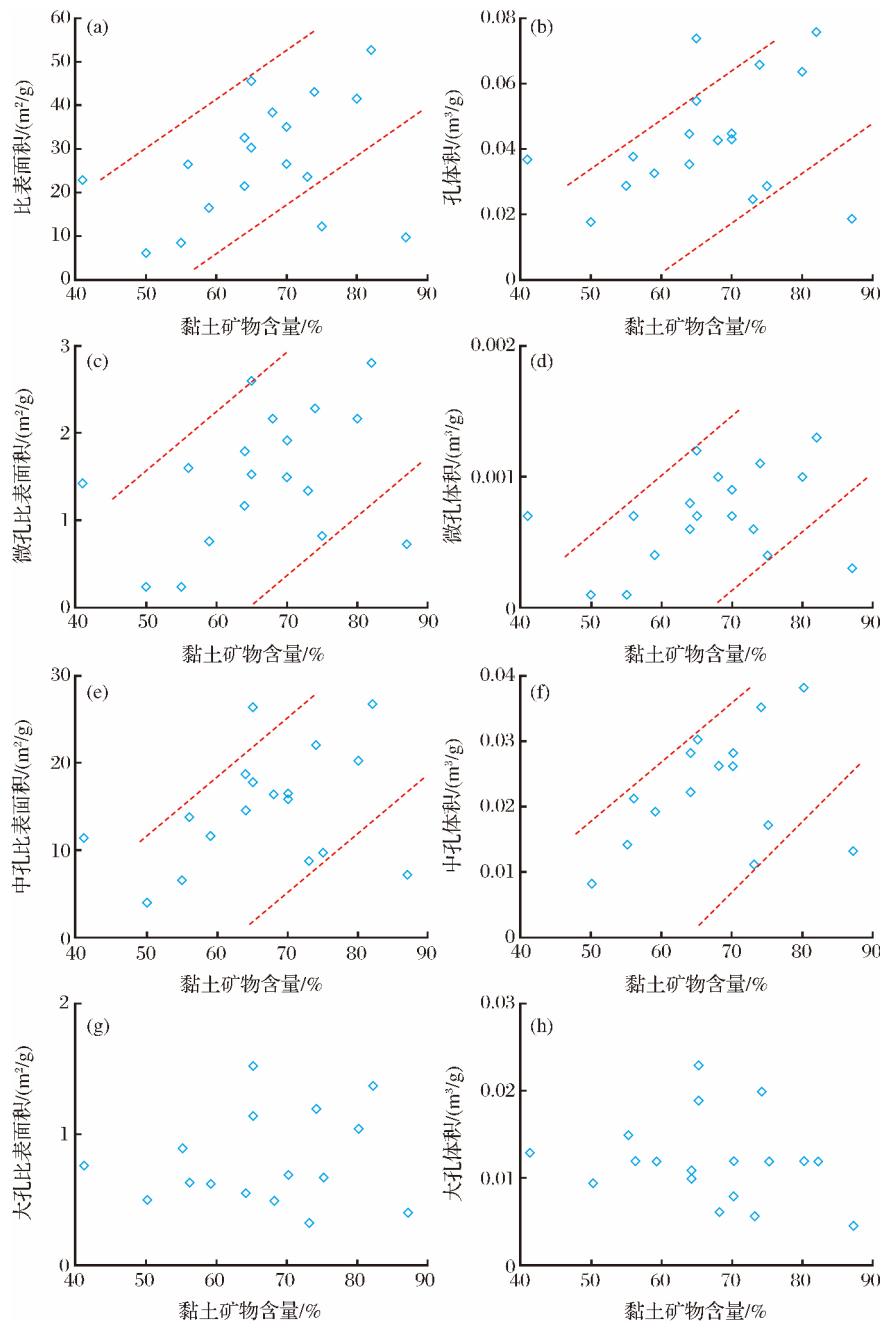 (a)
比表面积/(m²/g)
60
50
40
30
20
10
0
40 50 60 70 80 90
黏土矿物含量/%
(b)
孔体积/(m³/g)
0.08
0.06
0.04
0.02
0
40 50 60 70 80 90
黏土矿物含量/%
(c)
微孔比表面积/(m²/g)
3
2
1
0
40 50 60 70 80 90
黏土矿物含量/%
(d)
微孔体积/(m³/g)
0.002
0.001
0
40 50 60 70 80 90
黏土矿物含量/%
(e)
中孔比表面积/(m²/g)
30
20
10
0
40 50 60 70 80 90
黏土矿物含量/%
(f)
中孔体积/(m³/g)
0.04
0.03
0.02
0.01
0
40 50 60 70 80 90
黏土矿物含量/%
(g)
大孔比表面积/(m²/g)
2
1
0
40 50 60 70 80 90
黏土矿物含量/%
(h)
大孔体积/(m³/g)
0.03
0.02
0.01
0
40 50 60 70 80 90
黏土矿物含量/%